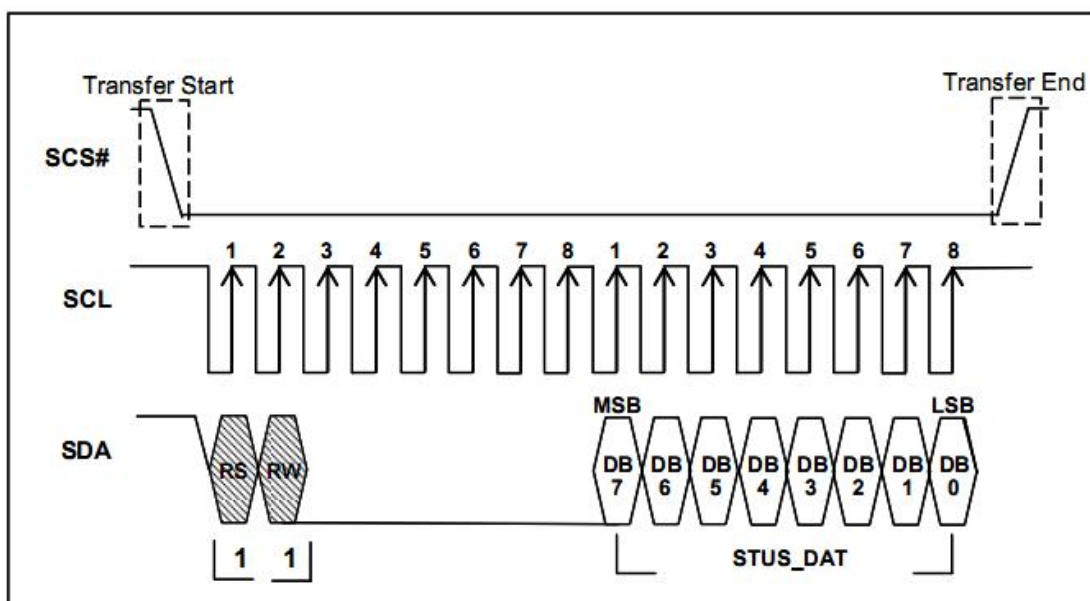 Transfer Start
Transfer End
SCS#
1 2 3 4 5 6 7 8 1 2 3 4 5 6 7 8
SCL
MSB
LSB
SDA
RS RW
DB 7
DB 6
DB 5
DB 4
DB 3
DB 2
DB 1
DB 0
1 1
STUS_DAT